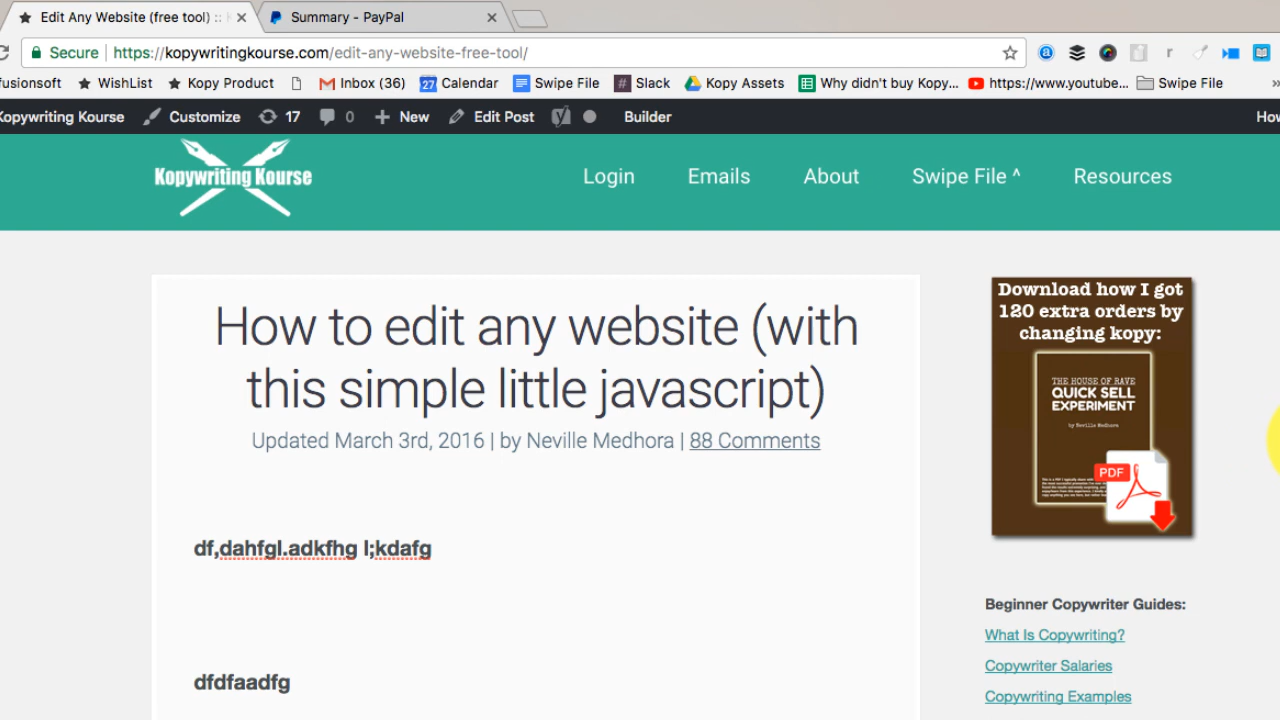 Edit Any Website (free tool) ::
Summary - PayPal
Secure https://kopywritingkourse.com/edit-any-website-free-tool/
fusionsoft WishList Kopy Product Inbox (36) 27 Calendar Swipe File Slack Kopy Assets Why didn't buy Kopy... https://www.youtube... Swipe File »
Kopywriting Kourse Customize 17 0 New Edit Post Builder How
Kopywriting Kourse
Login Emails About Swipe File ^ Resources
How to edit any website (with
this simple little javascript)
Updated March 3rd, 2016 | by Neville Medhora | 88 Comments
df,dahfgl.adkfhg l;kdafg
dfdfaadfg
Download how I got
120 extra orders by
changing kopy:
THE HOUSE OF RAVE
QUICK SELL
EXPERIMENT
by Neville Medhora
PDF
Beginner Copywriter Guides:
What Is Copywriting?
Copywriter Salaries
Copywriting Examples